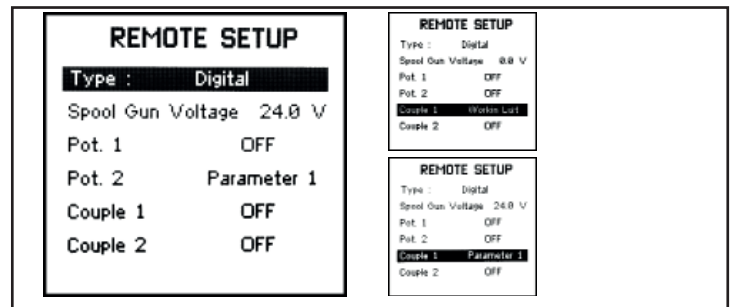 REMOTE SETUP
Type : Digital
Spool Gun Voltage 24.0 V
Pot. 1 OFF
Pot. 2 Parameter 1
Couple 1 OFF
Couple 2 OFF
REMOTE SETUP
Type : Digital
Spool Gun Voltage 0.0 V
Pot. 1 OFF
Pot. 2 OFF
Couple 1
Couple 2 OFF
REMOTE SETUP
Type : Digital
Spool Gun Voltage 24.0 V
Pot. 1 OFF
Pot. 2 OFF
Couple 1 Parameter 1
Couple 2 OFF